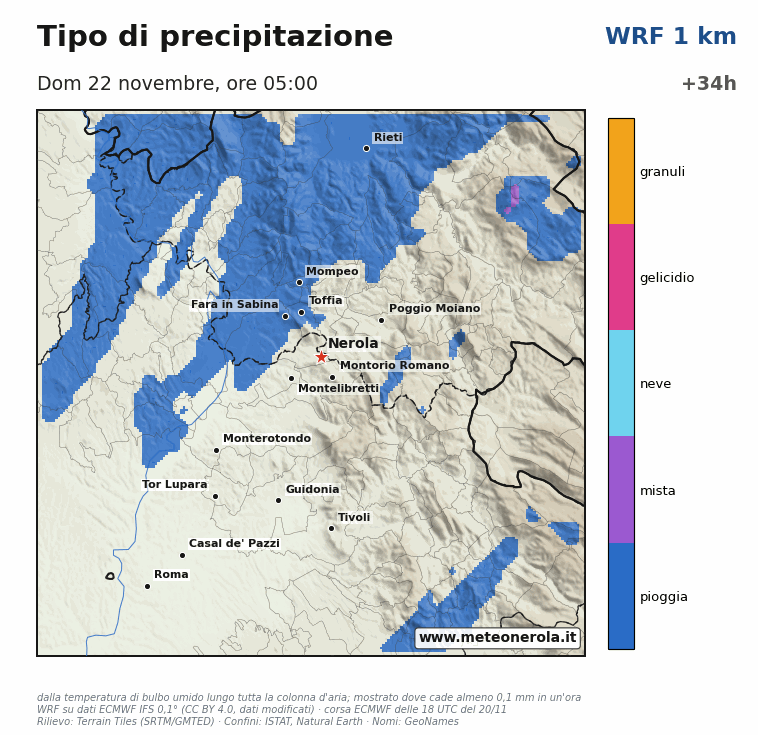 Tipo di precipitazione
WRF 1 km
Dom 22 novembre, ore 05:00
+34h
Rieti
Mompeo
Toffia
Fara in Sabina
Poggio Moiano
Nerola
Montorio Romano
Montelibretti
Monterotondo
Tor Lupara
Guidonia
Tivoli
Casal de' Pazzi
Roma
www.meteonerola.it
granuli
gelicidio
neve
mista
pioggia
dalla temperatura di bulbo umido lungo tutta la colonna d'aria; mostrato dove cade almeno 0,1 mm in un'ora
WRF su dati ECMWF IFS 0,1° (CC BY 4.0, dati modificati) · corsa ECMWF delle 18 UTC del 20/11
Rilievo: Terrain Tiles (SRTM/GMTED) · Confini: ISTAT, Natural Earth · Nomi: GeoNames